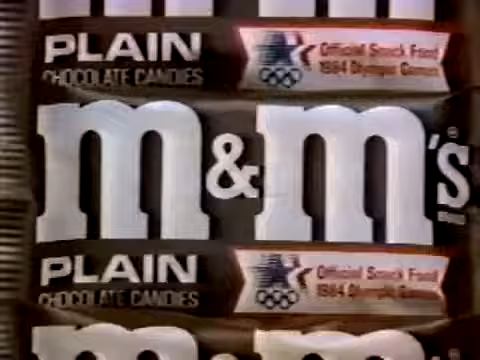 m m
PLAIN
CHOCOLATE CANDIES
Official Snack Food
1984 Olympic Games
m&m's
PLAIN
CHOCOLATE CANDIES
Official Snack Food
1984 Olympic Games
m m